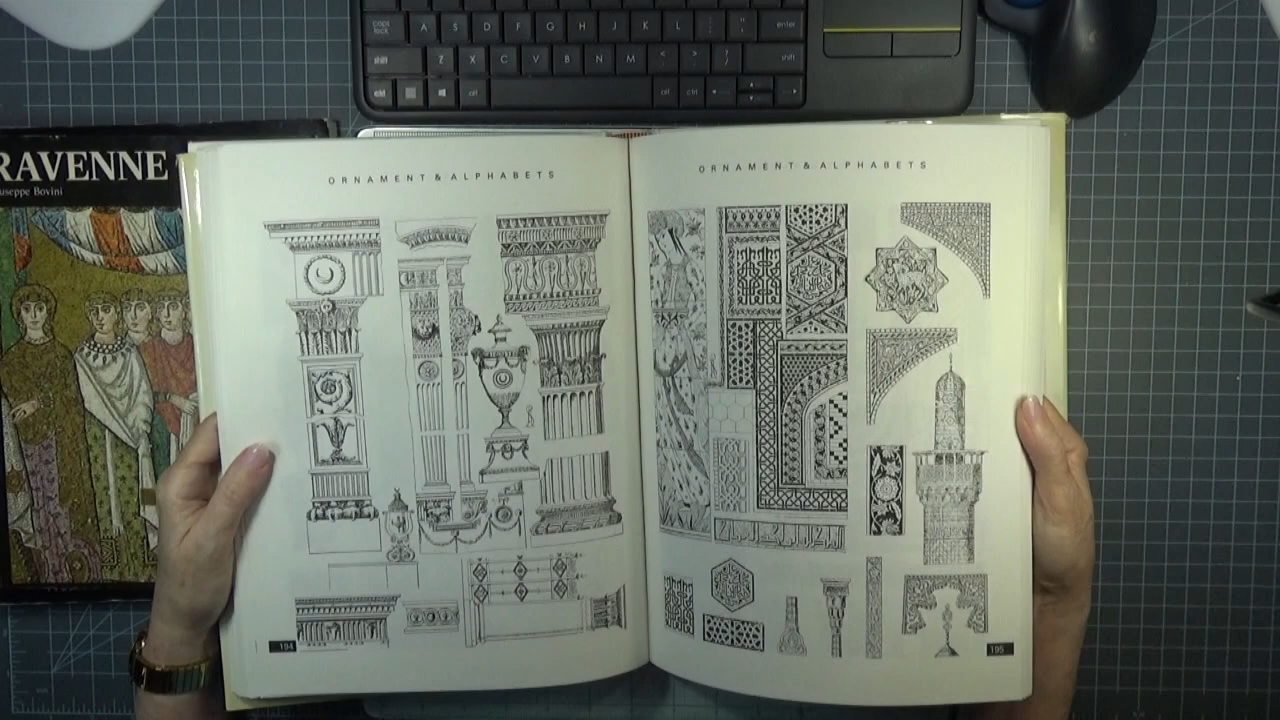 caps lock A S D F G H J K L : ; " ' enter
shift Z X C V B N M < , > . ? / shift
ctrl alt alt ctrl
RAVENNE
useppe Bovini
ORNAMENT & ALPHABETS
194
ORNAMENT & ALPHABETS
195